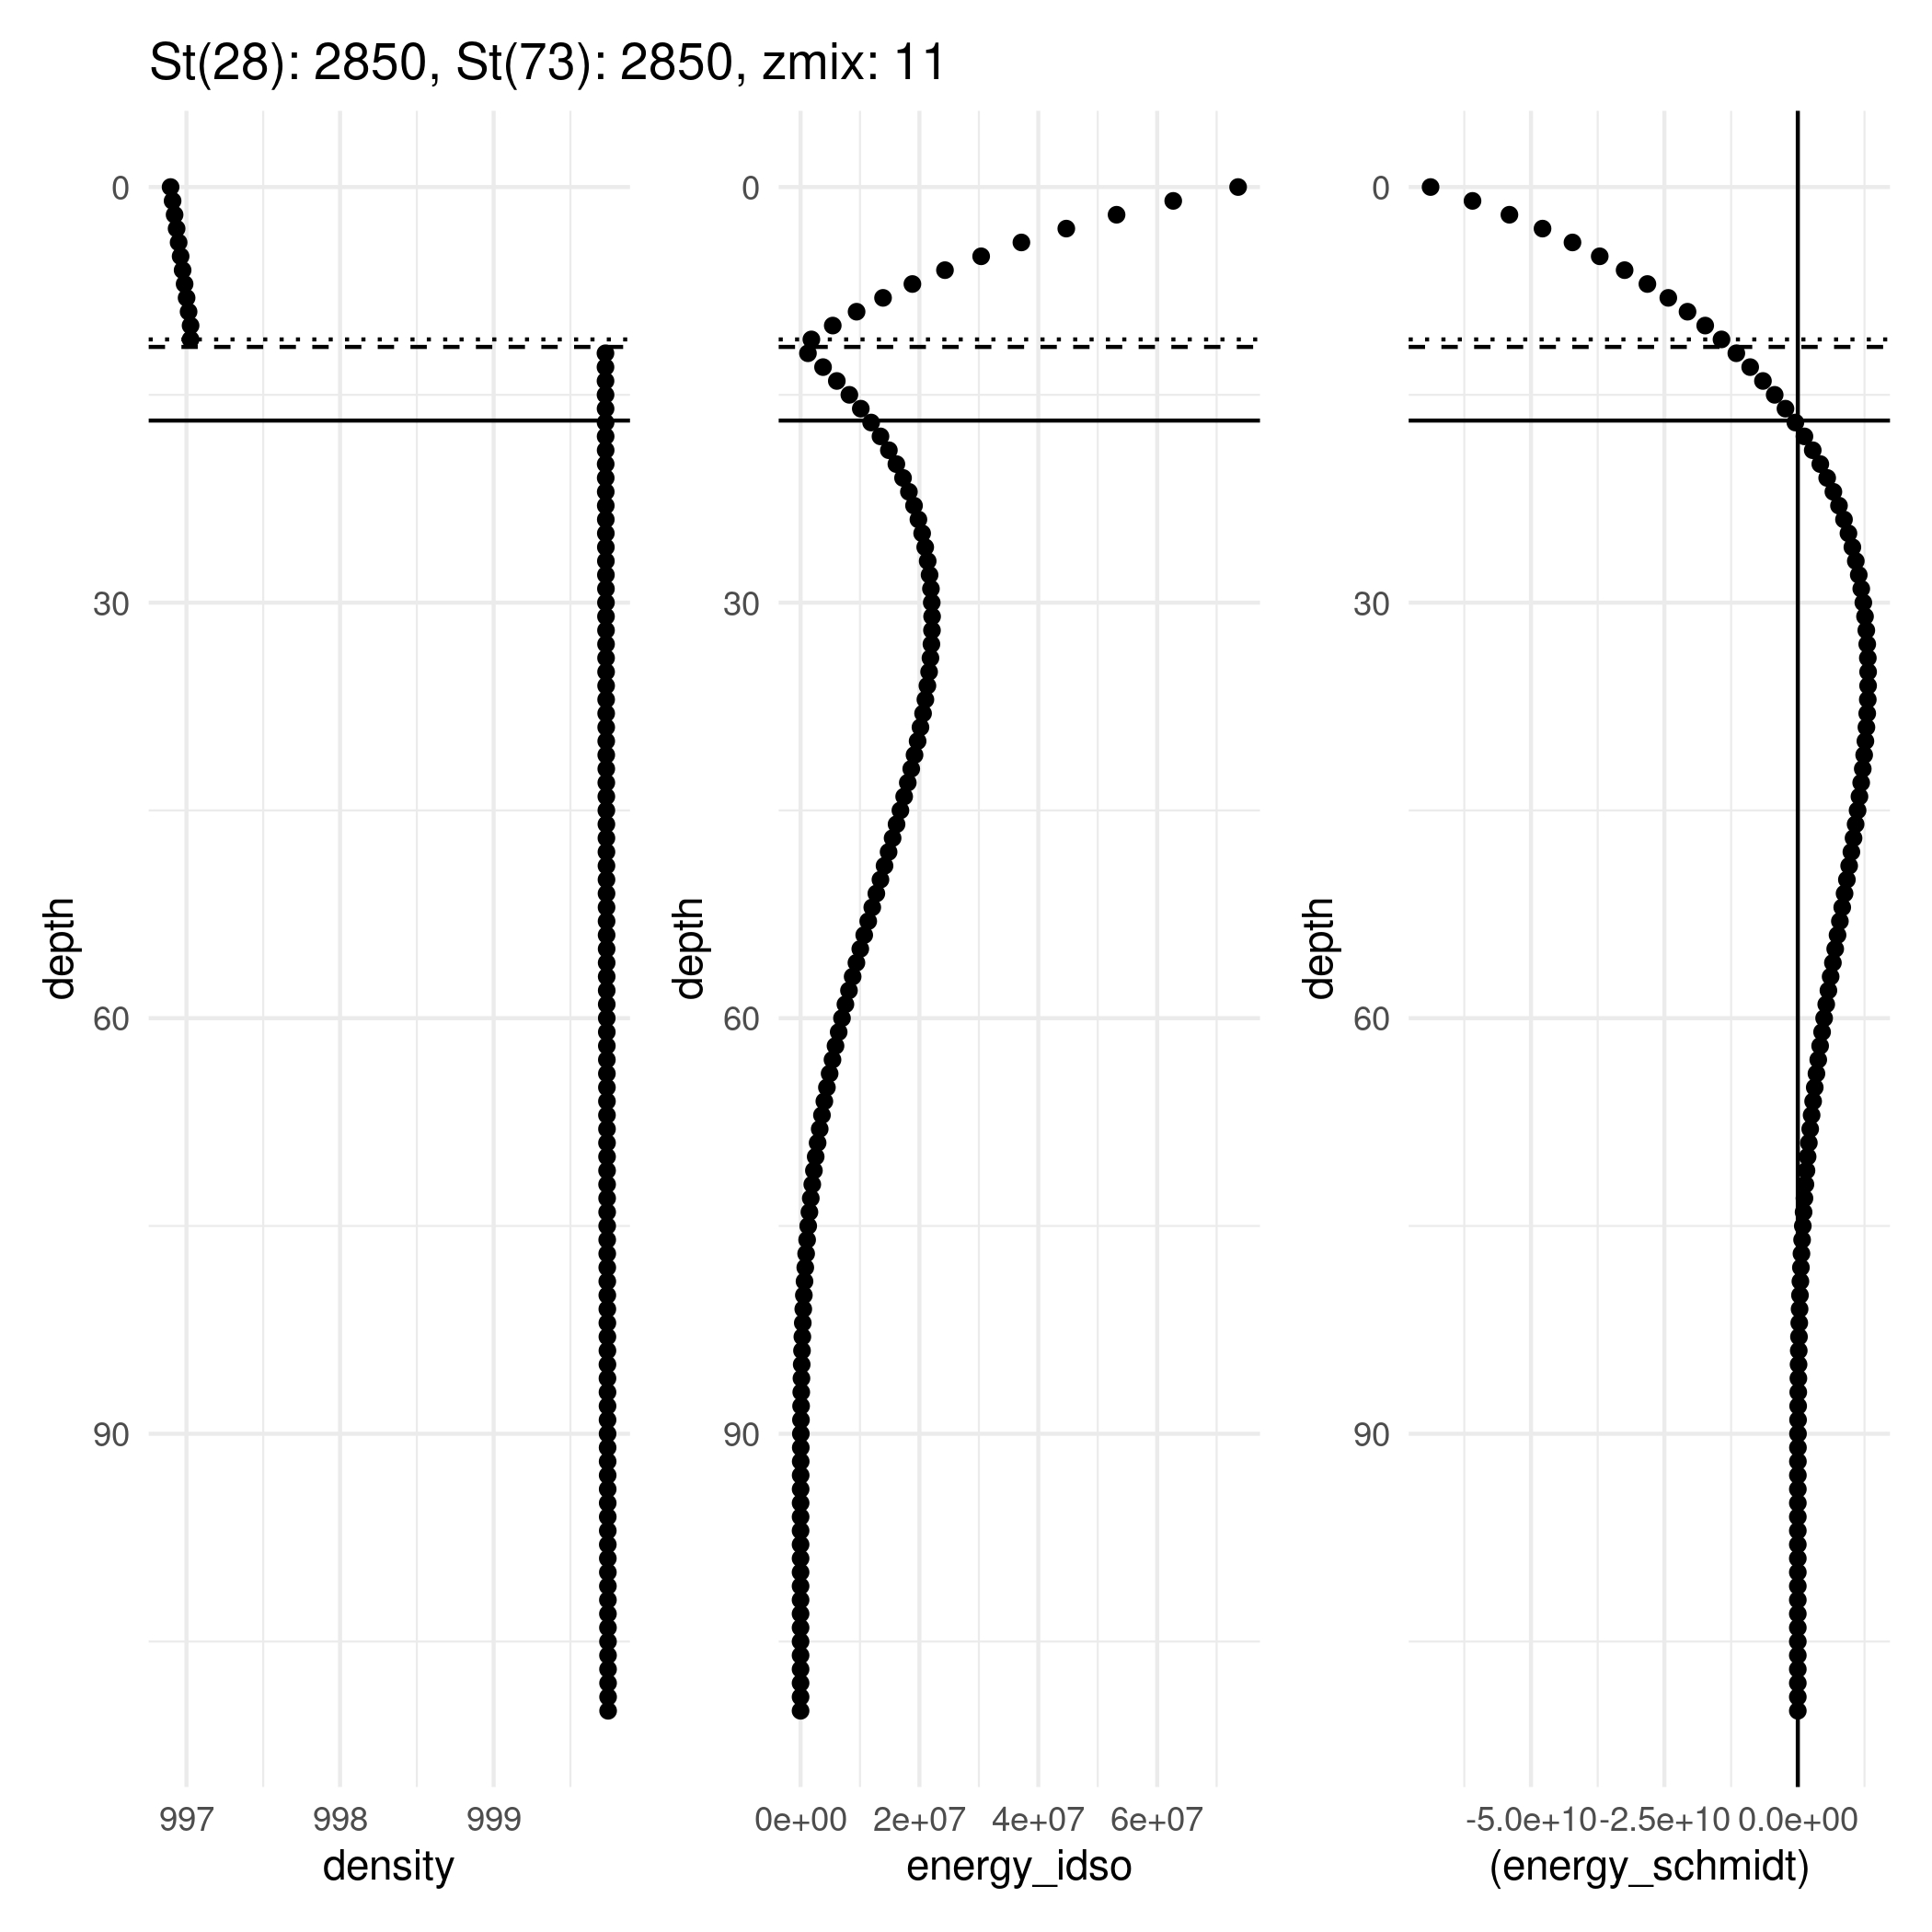 St(28): 2850, St(73): 2850, zmix: 11
0
30
60
90
depth
997 998 999
density
0
30
60
90
depth
0e+00 2e+07 4e+07 6e+07
energy_idso
0
30
60
90
depth
-5.0e+10 -2.5e+10 0.0e+00
(energy_schmidt)